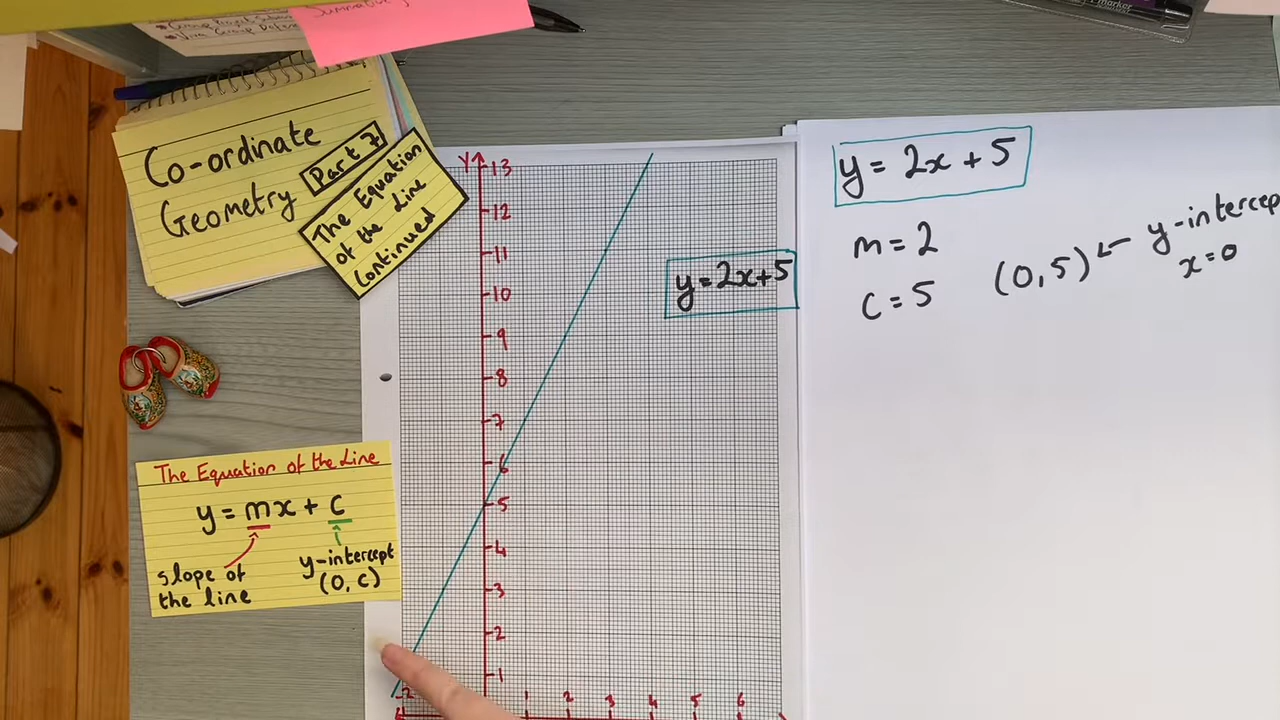 Co-ordinate
Geometry
Part 7
The Equation
of the Line
Continued
The Equation of the Line
y = mx + c
slope of
the line
y-intercept
(0, c)
Y
13
12
11
10
9
8
7
6
5
4
3
2
1
-2
1
2
3
4
5
6
y=2x+5
y = 2x + 5
m = 2
c = 5
(0, 5)
y-intercep
x=0
marker